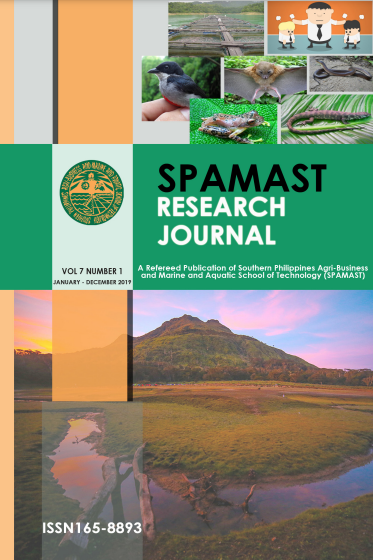 SPAMAST
RESEARCH
JOURNAL
VOL 7 NUMBER 1
JANUARY - DECEMBER 2019
A Refereed Publication of Southern Philippines Agri-Business
and Marine and Aquatic School of Technology (SPAMAST)
ISSN165-8893